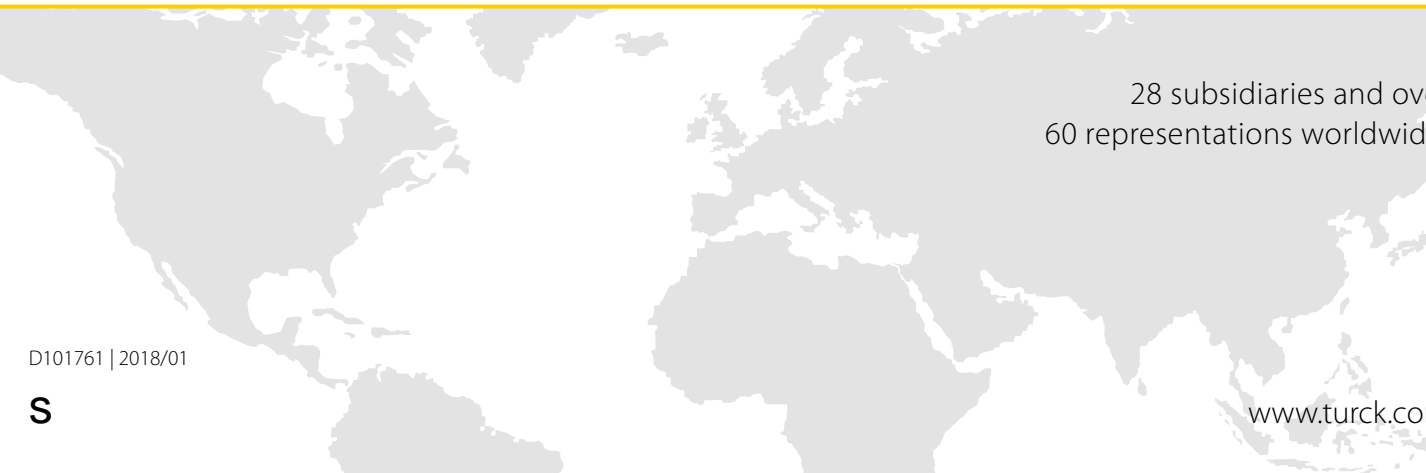 28 subsidiaries and ov
60 representations worldwid
D101761 | 2018/01
S
www.turck.co